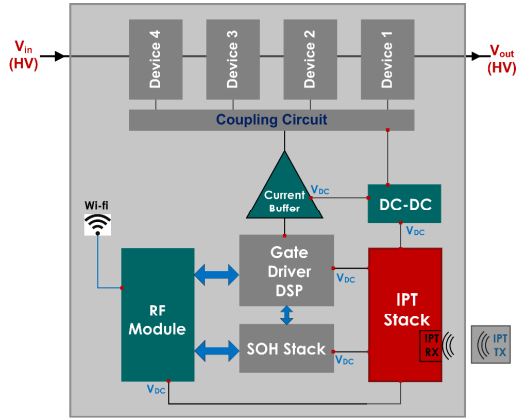 Vin
(HV)
Device 4
Device 3
Device 2
Device 1
Vout
(HV)
Coupling Circuit
Current
Buffer
VDC
DC-DC
VDC
Wi-fi
RF
Module
Gate
Driver
DSP
VDC
IPT
Stack
SOH Stack
VDC
IPT
RX
IPT
TX
VDC